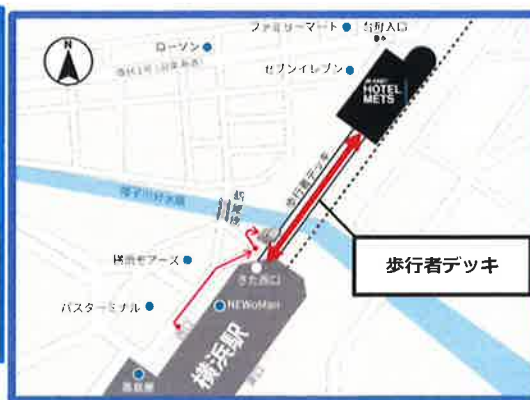 N
ファミリーマート
台町入口
ローソン
セブンイレブン
JR-EAST
HOTEL
METS
歩行者デッキ
歩行者デッキ
横浜モアーズ
きた西口
バスターミナル
NEWoMan
横浜駅
高島屋